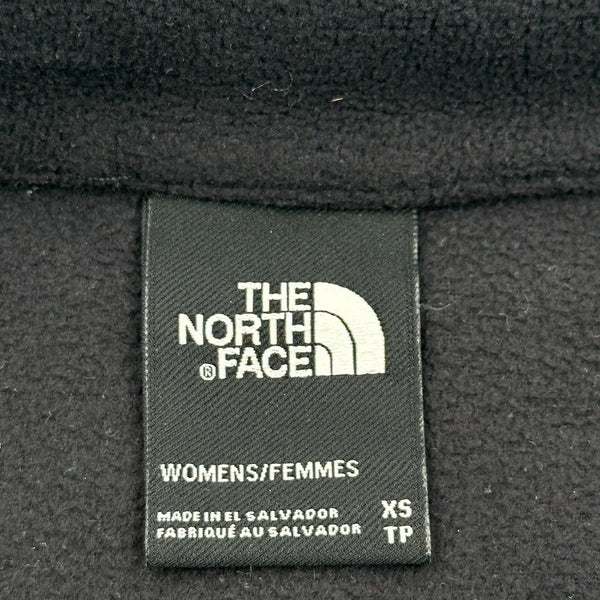 THE
NORTH
®FACE
WOMENS/FEMMES
MADE IN EL SALVADOR XS
FABRIQUÉ AU SALVADOR TP